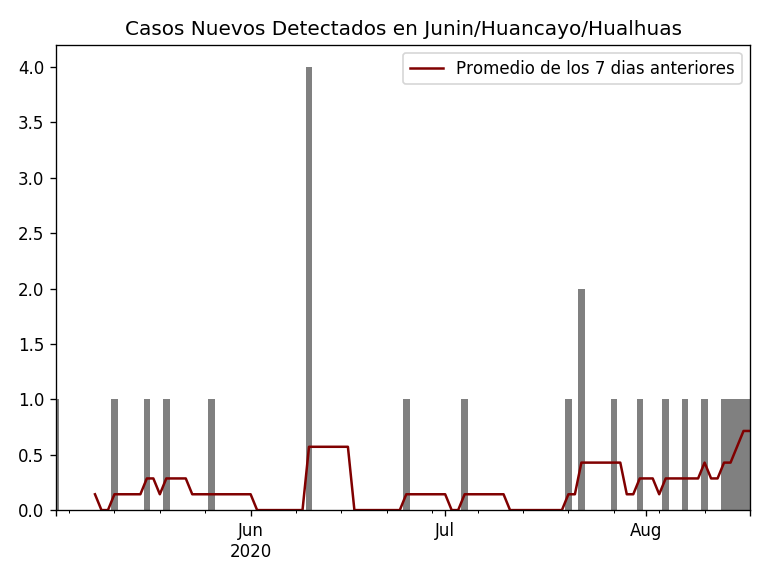 Casos Nuevos Detectados en Junin/Huancayo/Hualhuas
Promedio de los 7 dias anteriores
4.0
3.5
3.0
2.5
2.0
1.5
1.0
0.5
0.0
Jun
2020
Jul
Aug